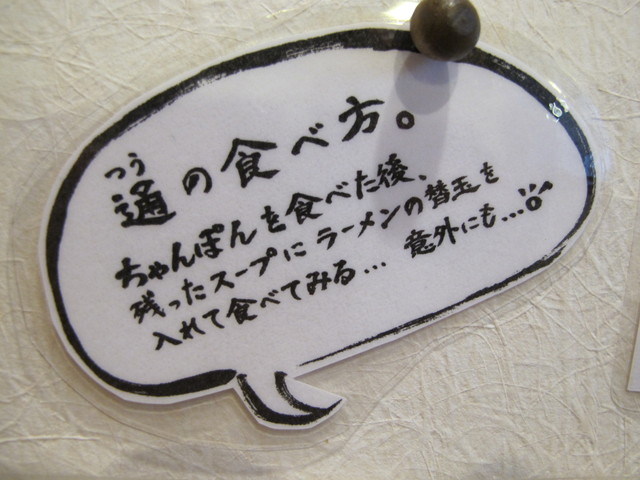 つう
通の食べ方。
ちゃんぽんを食べた後、
残ったスープにラーメンの替玉を
入れて食べてみる… 意外にも…